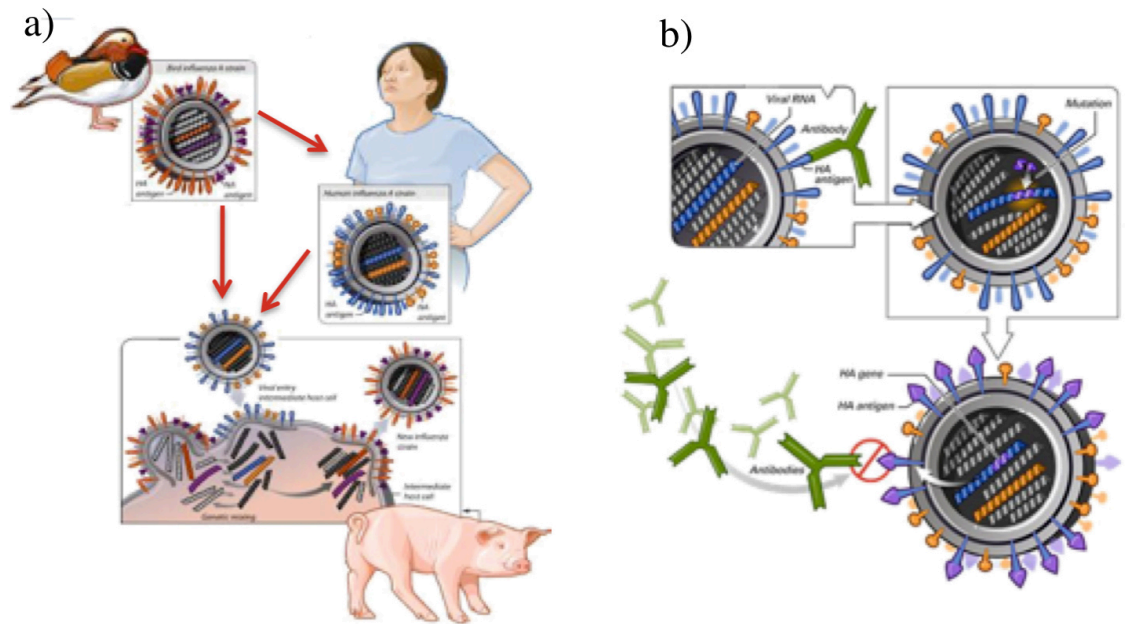 a)
Bird influenza A strain
HA
antigen
NA
antigen
Human influenza A strain
HA
antigen
NA
antigen
Viral entry
intermediate host cell
New influenza
strain
Intermediate
host cell
Genetic mixing
b)
Viral RNA
Antibody
HA
antigen
Mutation
HA gene
HA antigen
Antibodies